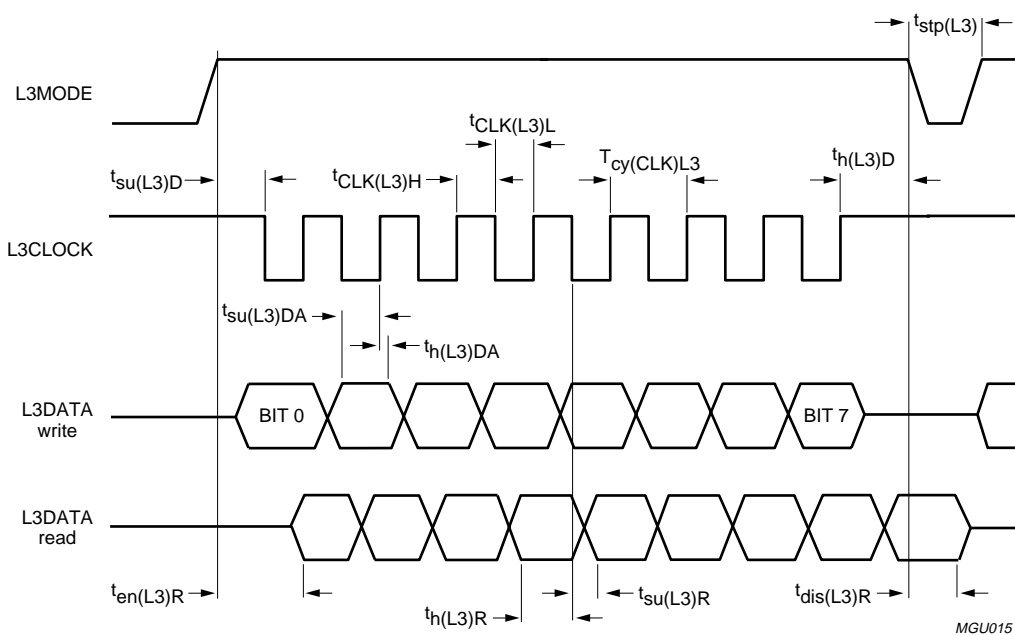 tstp(L3)
L3MODE
tCLK(L3)L
tsu(L3)D
tCLK(L3)H
Tcy(CLK)L3
th(L3)D
L3CLOCK
tsu(L3)DA
th(L3)DA
L3DATA
write
BIT 0
BIT 7
L3DATA
read
ten(L3)R
th(L3)R
tsu(L3)R
tdis(L3)R
MGU015